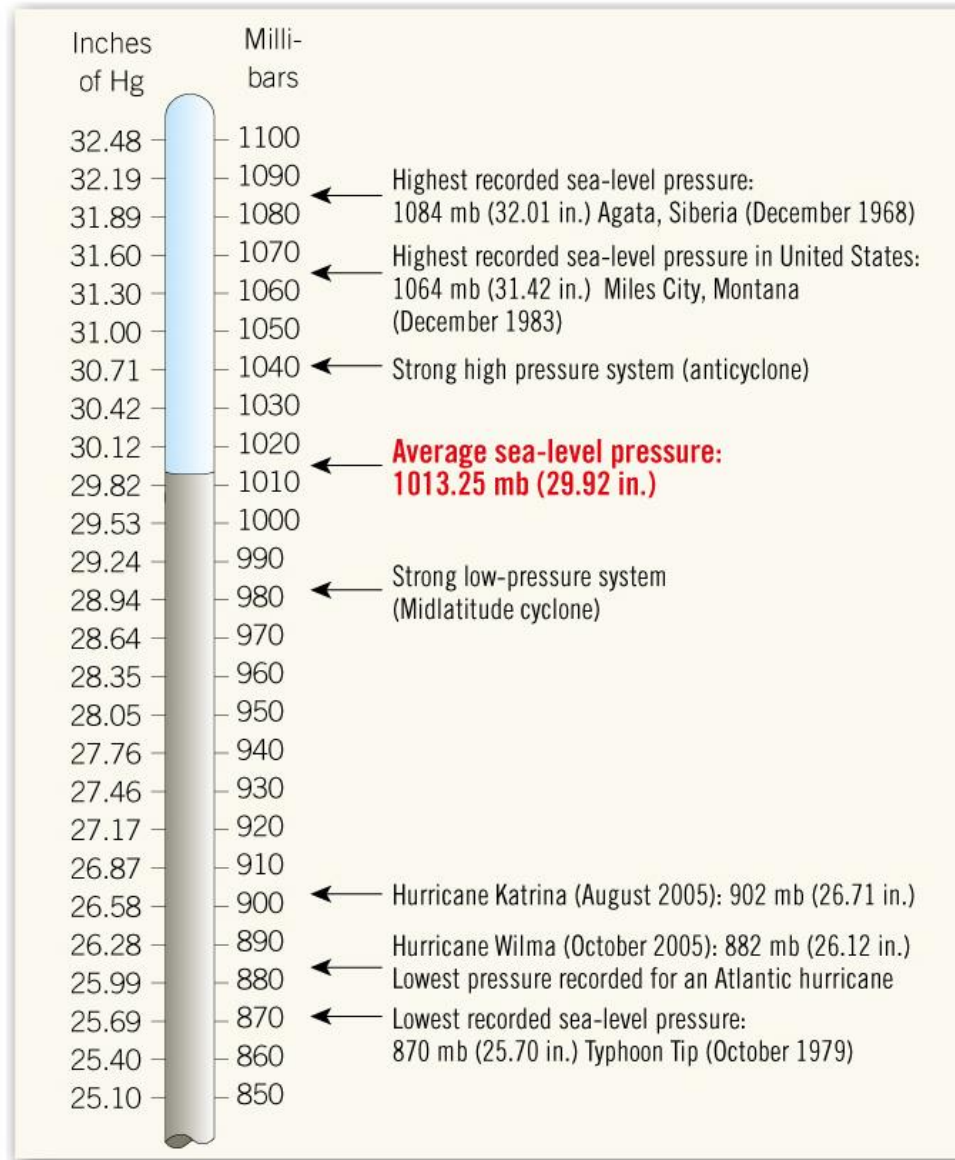 Inches
of Hg
Milli-
bars
32.48 1100
32.19 1090
Highest recorded sea-level pressure:
1084 mb (32.01 in.) Agata, Siberia (December 1968)
31.89 1080
31.60 1070
Highest recorded sea-level pressure in United States:
1064 mb (31.42 in.) Miles City, Montana
(December 1983)
31.30 1060
31.00 1050
30.71 1040 Strong high pressure system (anticyclone)
30.42 1030
30.12 1020
Average sea-level pressure:
1013.25 mb (29.92 in.)
29.82 1010
29.53 1000
29.24 990
Strong low-pressure system
(Midlatitude cyclone)
28.94 980
28.64 970
28.35 960
28.05 950
27.76 940
27.46 930
27.17 920
26.87 910
Hurricane Katrina (August 2005): 902 mb (26.71 in.)
26.58 900
26.28 890
Hurricane Wilma (October 2005): 882 mb (26.12 in.)
Lowest pressure recorded for an Atlantic hurricane
25.99 880
25.69 870
Lowest recorded sea-level pressure:
870 mb (25.70 in.) Typhoon Tip (October 1979)
25.40 860
25.10 850